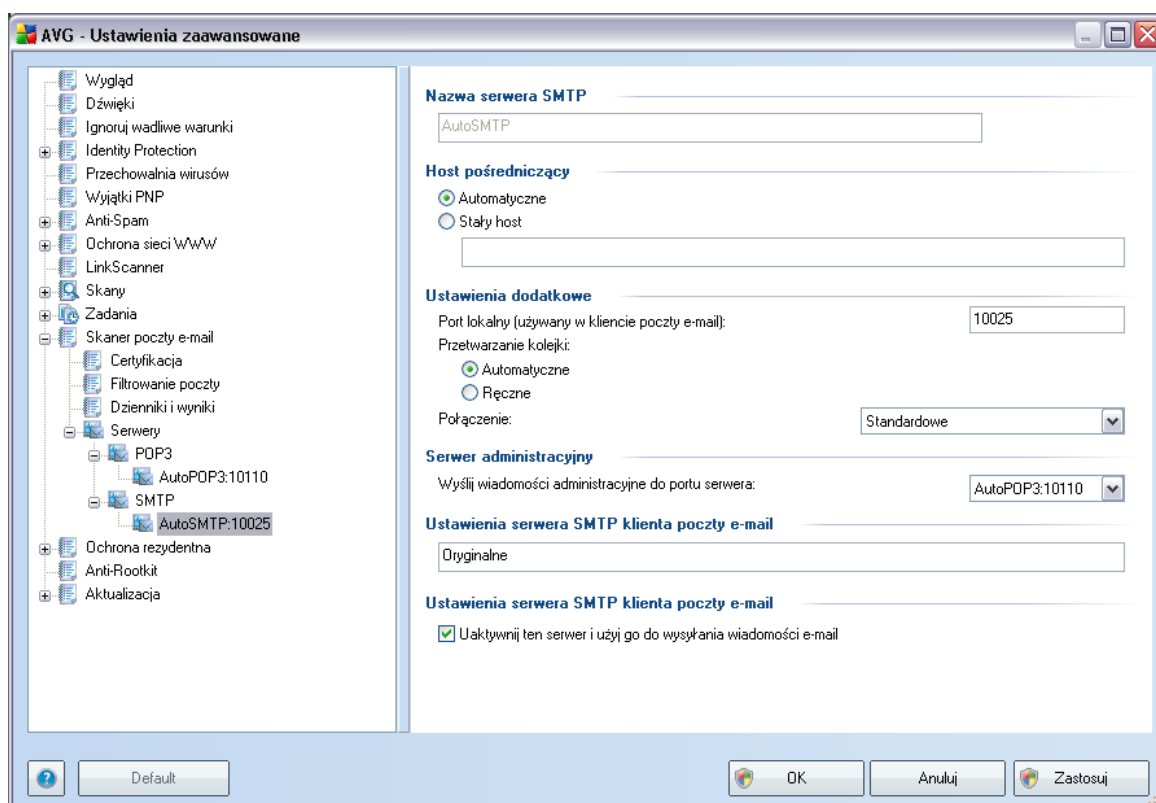 AVG - Ustawienia zaawansowane
Wygląd
Dźwięki
Ignoruj wadliwe warunki
Identity Protection
Przechowalnia wirusów
Wyjątki PNP
Anti-Spam
Ochrona sieci WWW
LinkScanner
Skany
Zadania
Skaner poczty e-mail
Certyfikacja
Filtrowanie poczty
Dzienniki i wyniki
Serwery
POP3
AutoPOP3:10110
SMTP
AutoSMTP:10025
Ochrona rezydentna
Anti-Rootkit
Aktualizacja
Nazwa serwera SMTP
AutoSMTP
Host pośredniczący
Automatyczne
Stały host
Ustawienia dodatkowe
Port lokalny (używany w kliencie poczty e-mail): 10025
Przetwarzanie kolejki:
Automatyczne
Ręczne
Połączenie: Standardowe
Serwer administracyjny
Wyślij wiadomości administracyjne do portu serwera: AutoPOP3:10110
Ustawienia serwera SMTP klienta poczty e-mail
Oryginalne
Ustawienia serwera SMTP klienta poczty e-mail
Uaktywnij ten serwer i użyj go do wysyłania wiadomości e-mail
? Default OK Anuluj Zastosuj